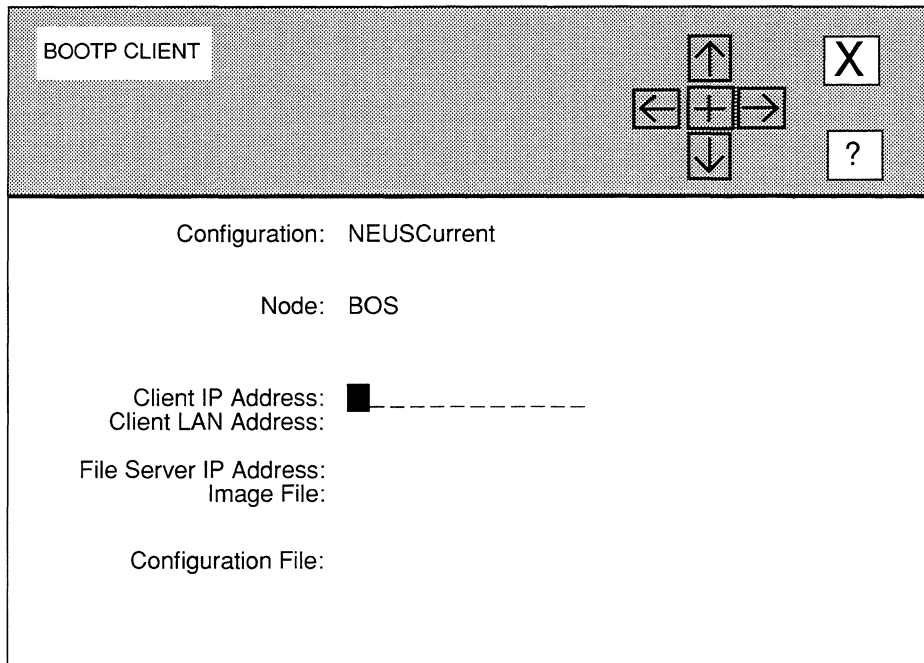 BOOTP CLIENT
X
?
Configuration: NEUSCurrent
Node: BOS
Client IP Address:
Client LAN Address:
File Server IP Address:
Image File:
Configuration File: